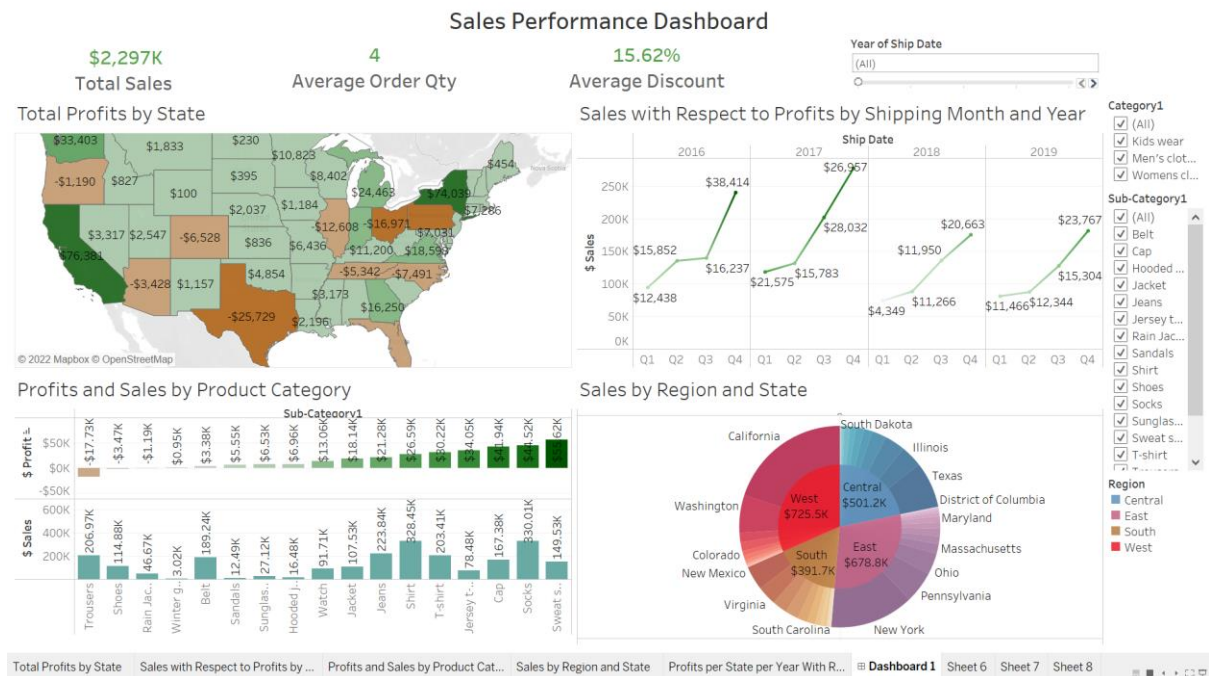 Sales Performance Dashboard
$2,297K
Total Sales
4
Average Order Qty
15.62%
Average Discount
Year of Ship Date
(All)
Total Profits by State
$33,403
$1,833
$230
$10,823
$454
-$1,190
$827
$100
$395
$8,402
$24,463
$74,039
$7,286
$2,037
$1,184
-$16,971
$7,031
$76,381
$3,317
$2,547
-$6,528
$836
$6,436
-$12,608
$11,200
$18,598
-$3,428
$1,157
$4,854
-$5,342
-$7,491
$3,173
$16,250
-$25,729
$2,196
© 2022 Mapbox © OpenStreetMap
Sales with Respect to Profits by Shipping Month and Year
Ship Date
2016
2017
2018
2019
$ Sales
250K
200K
150K
100K
50K
0K
$12,438
$15,852
$16,237
$38,414
$21,575
$15,783
$28,032
$26,957
$4,349
$11,266
$11,950
$20,663
$11,466
$12,344
$15,304
$23,767
Q1 Q2 Q3 Q4 Q1 Q2 Q3 Q4 Q1 Q2 Q3 Q4 Q1 Q2 Q3 Q4
Category1
(All)
Kids wear
Men's clot...
Womens cl...
Sub-Category1
(All)
Belt
Cap
Hooded ...
Jacket
Jeans
Jersey t...
Rain Jac...
Sandals
Shirt
Shoes
Socks
Sunglas...
Sweat s...
T-shirt
Region
Central
East
South
West
Profits and Sales by Product Category
Sub-Category1
$ Profit
$50K
$0K
-$50K
-$17.73K
-$3.47K
-$1.19K
$0.95K
$3.38K
$5.55K
$6.53K
$6.96K
$13.06K
$18.14K
$21.28K
$26.59K
$30.22K
$34.05K
$41.94K
$44.52K
$ Sales
600K
400K
200K
206.97K
114.88K
46.67K
3.02K
189.24K
12.49K
27.12K
16.48K
91.71K
107.53K
223.84K
328.45K
203.41K
78.48K
167.38K
330.01K
149.53K
Trousers
Shoes
Rain Jac..
Winter g..
Belt
Sandals
Sunglas..
Hooded j..
Watch
Jacket
Jeans
Shirt
T-shirt
Jersey t-..
Cap
Socks
Sweat s..
Sales by Region and State
South Dakota
Illinois
Texas
District of Columbia
Maryland
Massachusetts
Ohio
Pennsylvania
New York
South Carolina
Virginia
New Mexico
Colorado
Washington
California
Central
$501.2K
East
$678.8K
South
$391.7K
West
$725.5K
Total Profits by State
Sales with Respect to Profits by ...
Profits and Sales by Product Cat...
Sales by Region and State
Profits per State per Year With R...
Dashboard 1
Sheet 6
Sheet 7
Sheet 8